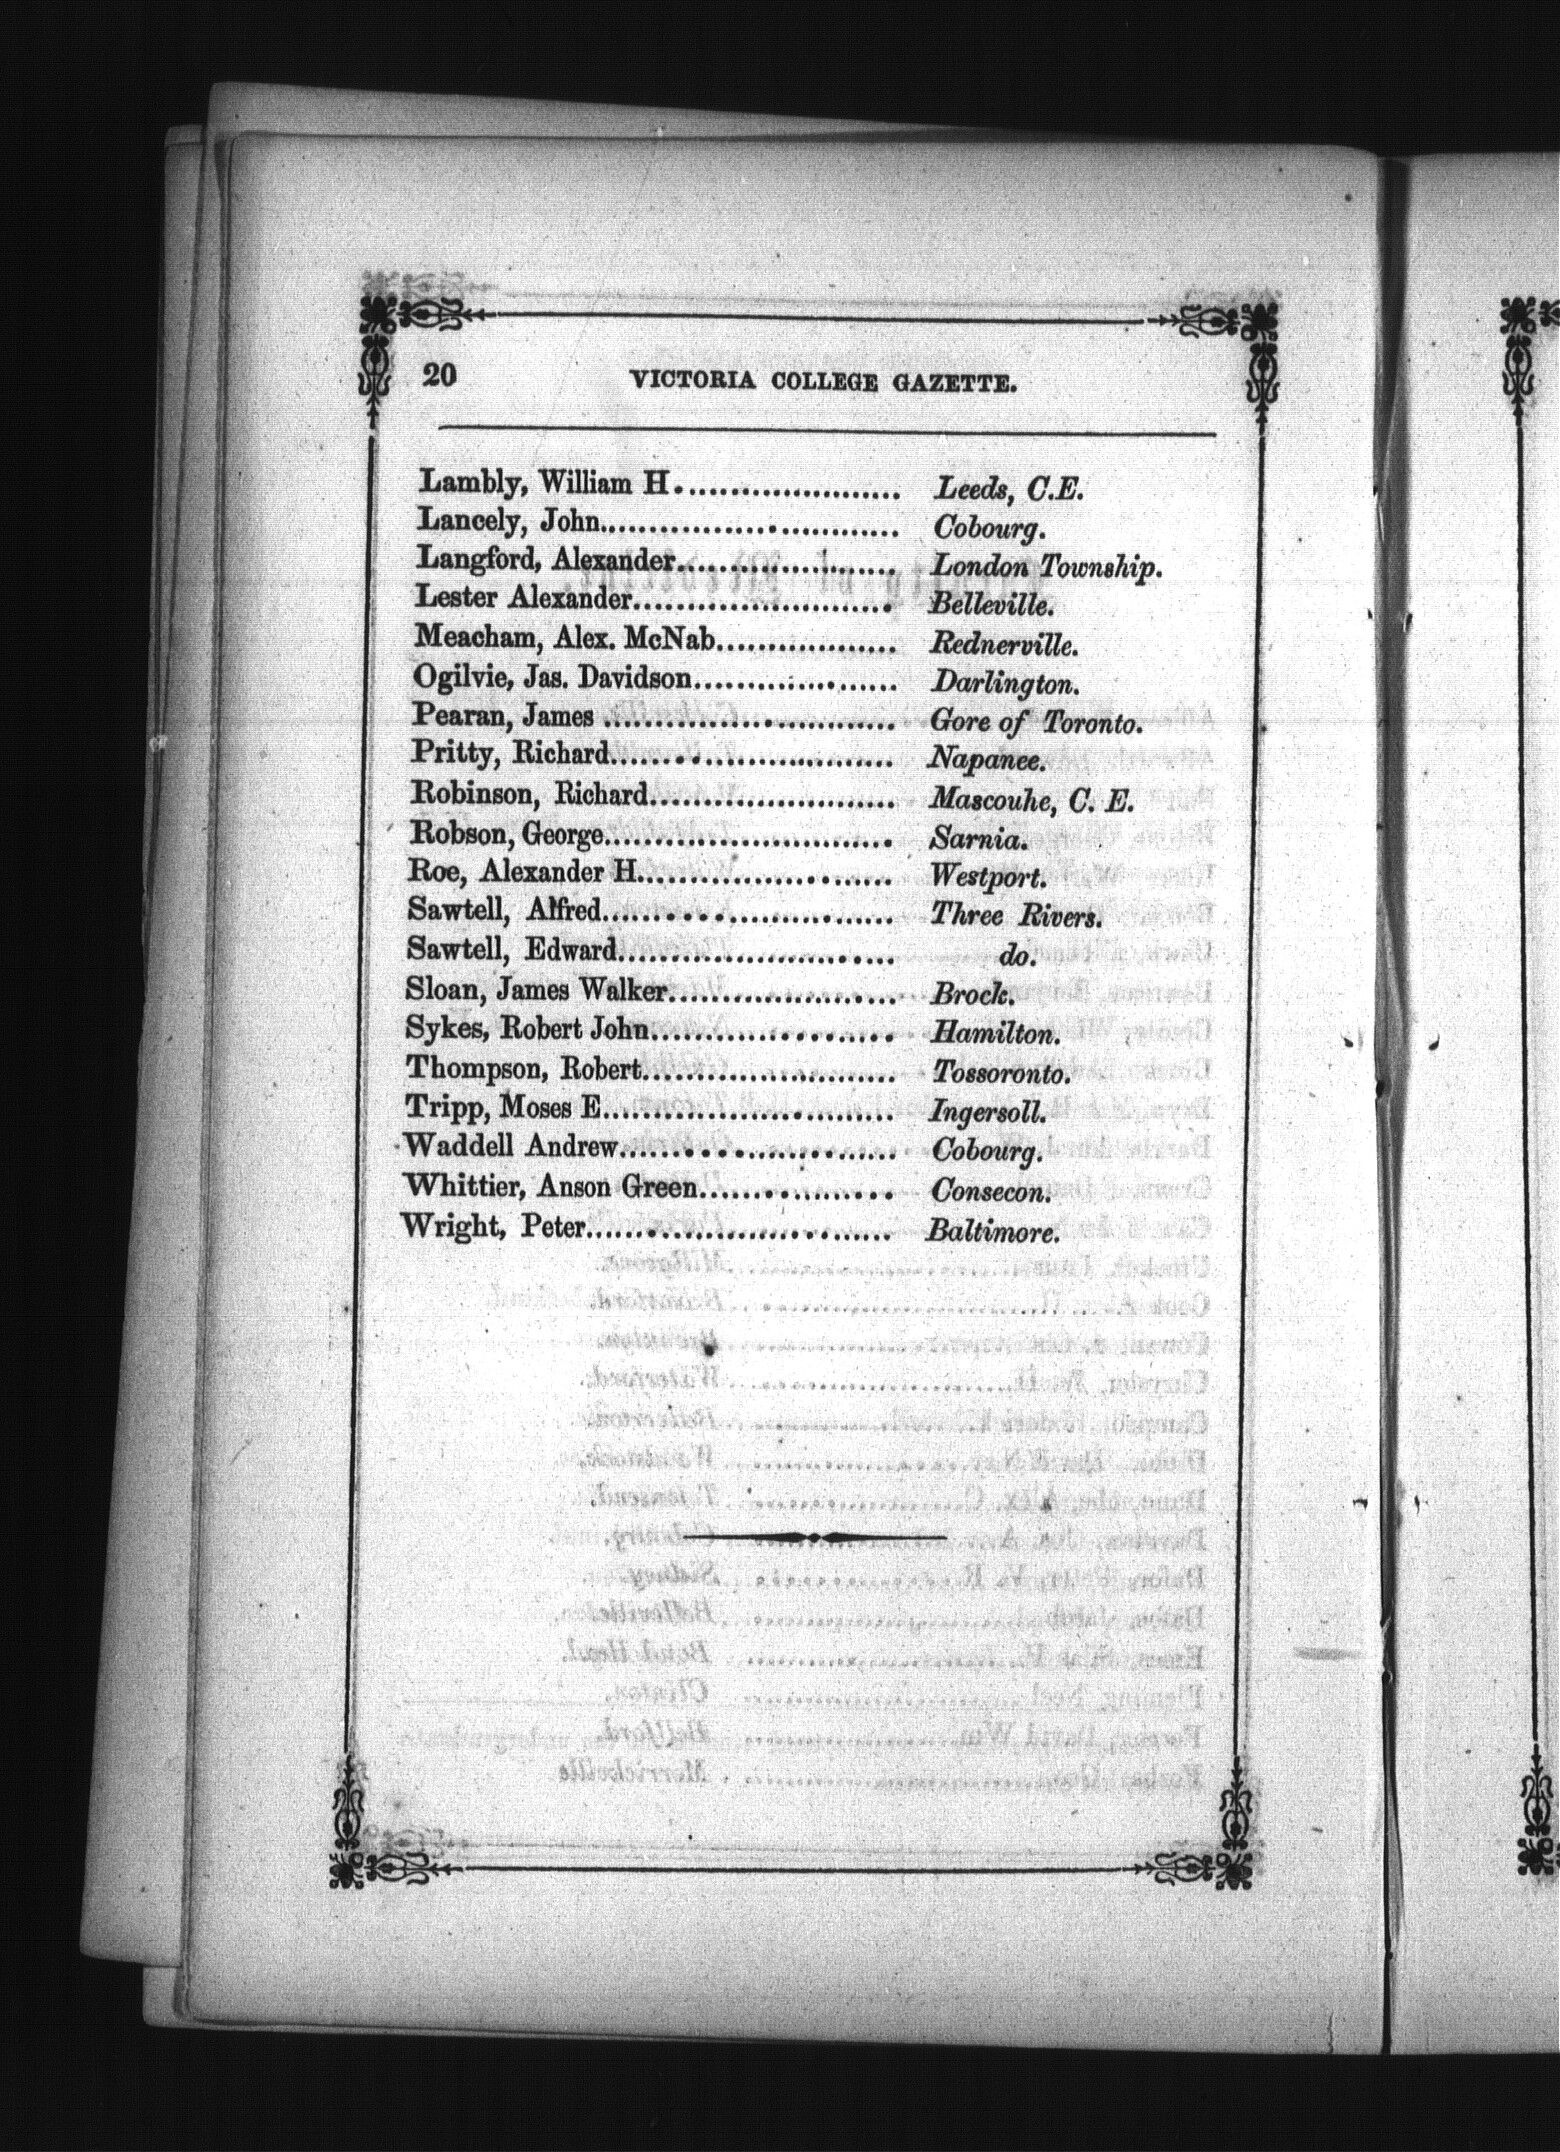 20 VICTORIA COLLEGE GAZETTE.
Lambly, William H....................... Leeds, C.E.
Lancely, John............................ Cobourg.
Langford, Alexander..................... London Township.
Lester Alexander........................ Belleville.
Meacham, Alex. McNab................. Rednerville.
Ogilvie, Jas. Davidson................... Darlington.
Pearan, James ........................... Gore of Toronto.
Pritty, Richard.......................... Napanee.
Robinson, Richard....................... Mascouhe, C. E.
Robson, George........................... Sarnia.
Roe, Alexander H........................ Westport.
Sawtell, Alfred........................... Three Rivers.
Sawtell, Edward.......................... do.
Sloan, James Walker..................... Brock.
Sykes, Robert John....................... Hamilton.
Thompson, Robert........................ Tossoronto.
Tripp, Moses E........................... Ingersoll.
Waddell Andrew.......................... Cobourg.
Whittier, Anson Green.................. Consecon.
Wright, Peter............................ Baltimore.